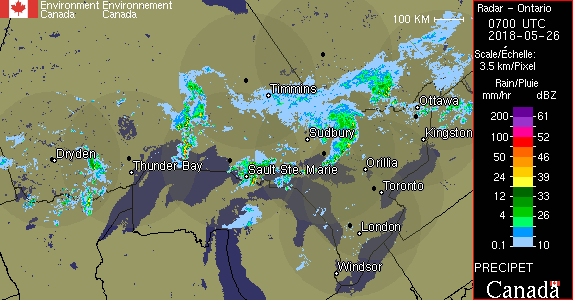 Environment Environnement
Canada Canada
100 KM
Timmins
Ottawa
Sudbury
Kingston
Dryden
Thunder Bay
Orillia
Sault Ste. Marie
Toronto
London
Windsor
Radar - Ontario
0700 UTC
2018-05-26
Scale/Échelle:
3.5 km/Pixel
Rain/Pluie
mm/hr dBZ
200 61
100 52
50 46
24 39
12 33
4 26
0.1 10
PRECIPET
Canada